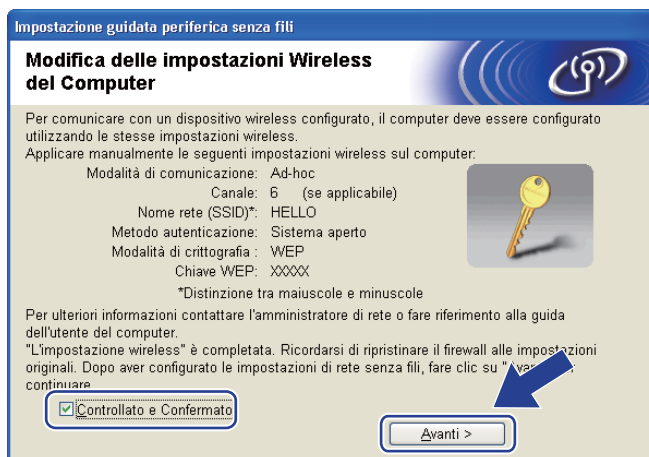 Impostazione guidata periferica senza fili
Modifica delle impostazioni Wireless
del Computer
Per comunicare con un dispositivo wireless configurato, il computer deve essere configurato
utilizzando le stesse impostazioni wireless.
Applicare manualmente le seguenti impostazioni wireless sul computer:
Modalità di comunicazione: Ad-hoc
Canale: 6 (se applicabile)
Nome rete (SSID)*: HELLO
Metodo autenticazione: Sistema aperto
Modalità di crittografia : WEP
Chiave WEP: XXXXX
*Distinzione tra maiuscole e minuscole
Per ulteriori informazioni contattare l'amministratore di rete o fare riferimento alla guida
dell'utente del computer.
"L'impostazione wireless" è completata. Ricordarsi di ripristinare il firewall alle impostazioni
originali. Dopo aver configurato le impostazioni di rete senza fili, fare clic su
continuare
Controllato e Confermato
Avanti >